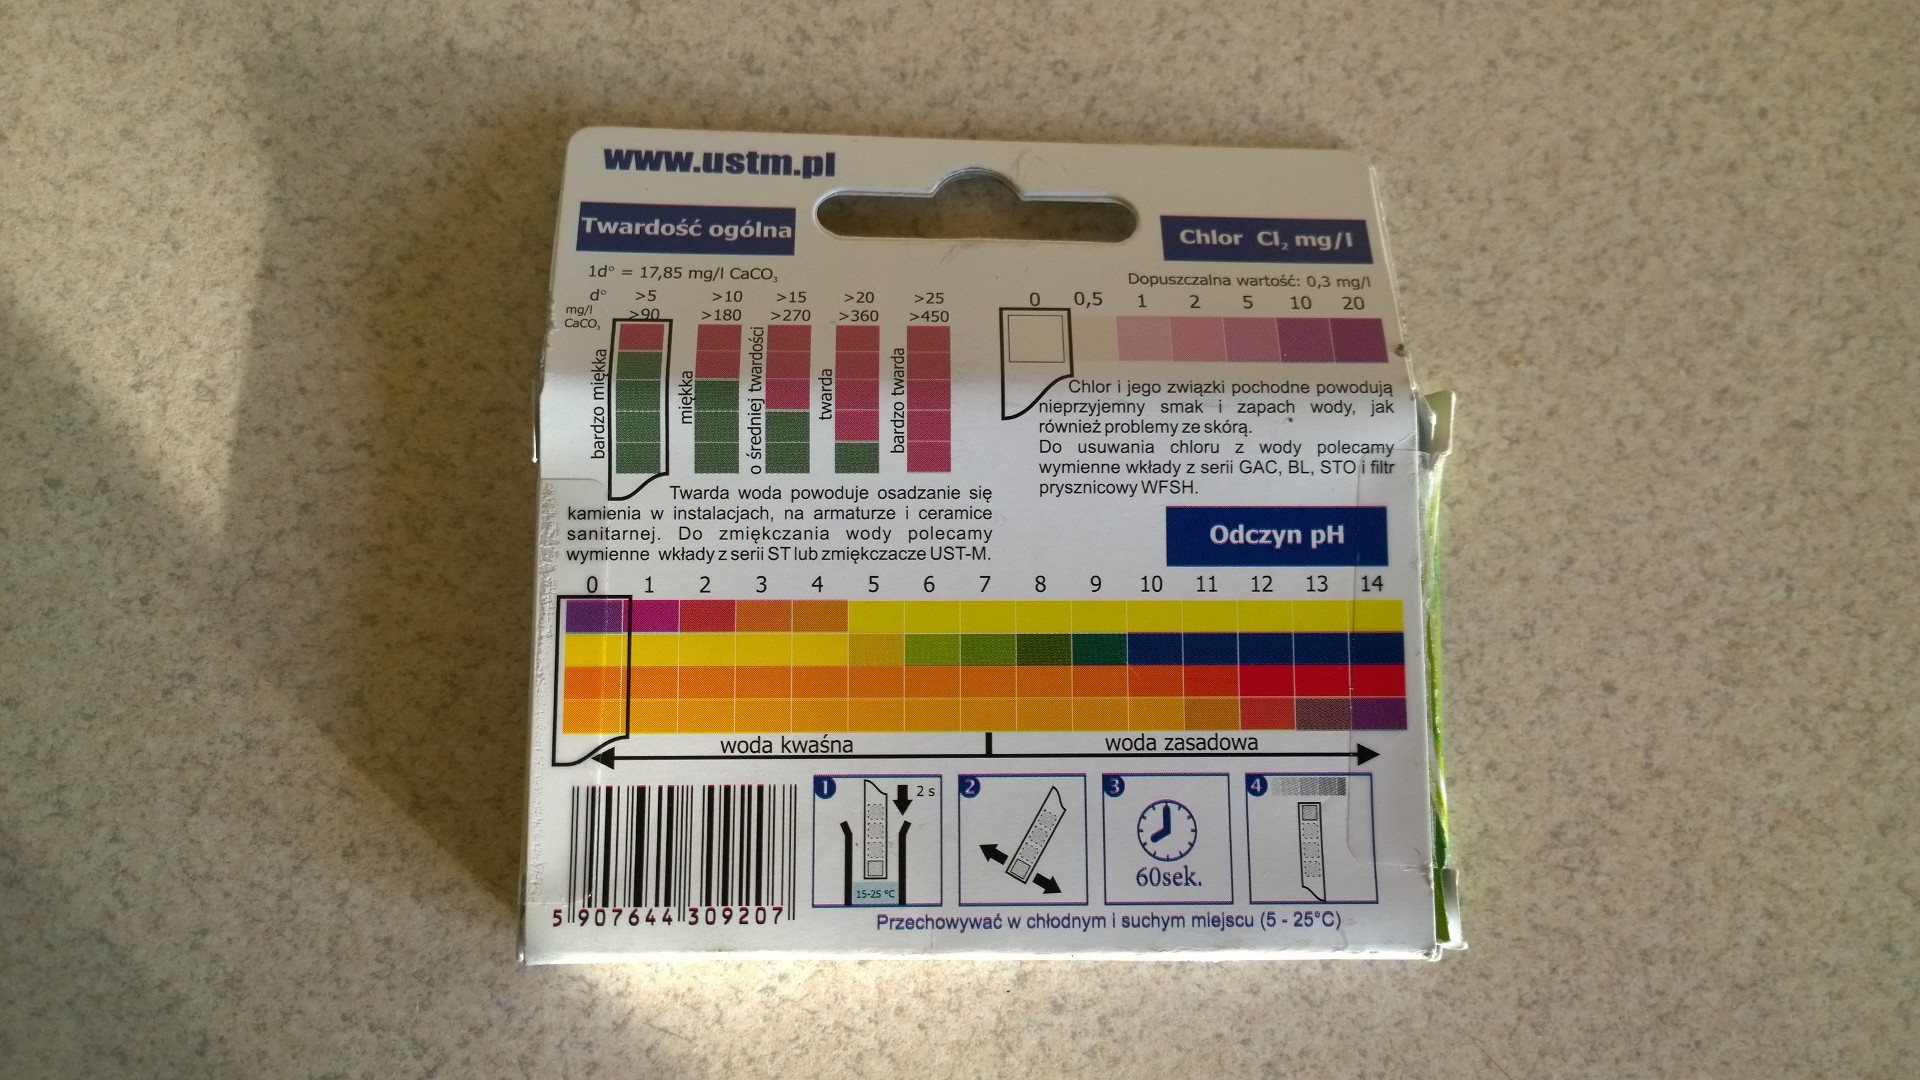 www.ustm.pl
Twardość ogólna
1d° = 17,85 mg/l CaCO₃
d° >5 >10 >15 >20 >25
mg/l CaCO₃ >90 >180 >270 >360 >450
bardzo miękka
miękka
o średniej twardości
twarda
bardzo twarda
Twarda woda powoduje osadzanie się
kamienia w instalacjach, na armaturze i ceramice
sanitarnej. Do zmiękczania wody polecamy
wymienne wkłady z serii ST lub zmiękczacze UST-M.
Chlor Cl₂ mg/l
Dopuszczalna wartość: 0,3 mg/l
0 0,5 1 2 5 10 20
Chlor i jego związki pochodne powodują
nieprzyjemny smak i zapach wody, jak
również problemy ze skórą.
Do usuwania chloru z wody polecamy
wymienne wkłady z serii GAC, BL, STO i filtr
prysznicowy WFSH.
Odczyn pH
0 1 2 3 4 5 6 7 8 9 10 11 12 13 14
woda kwaśna woda zasadowa
1 2 s 15-25 °C
2
3 60sek.
4
5 907644 309207
Przechowywać w chłodnym i suchym miejscu (5 - 25°C)